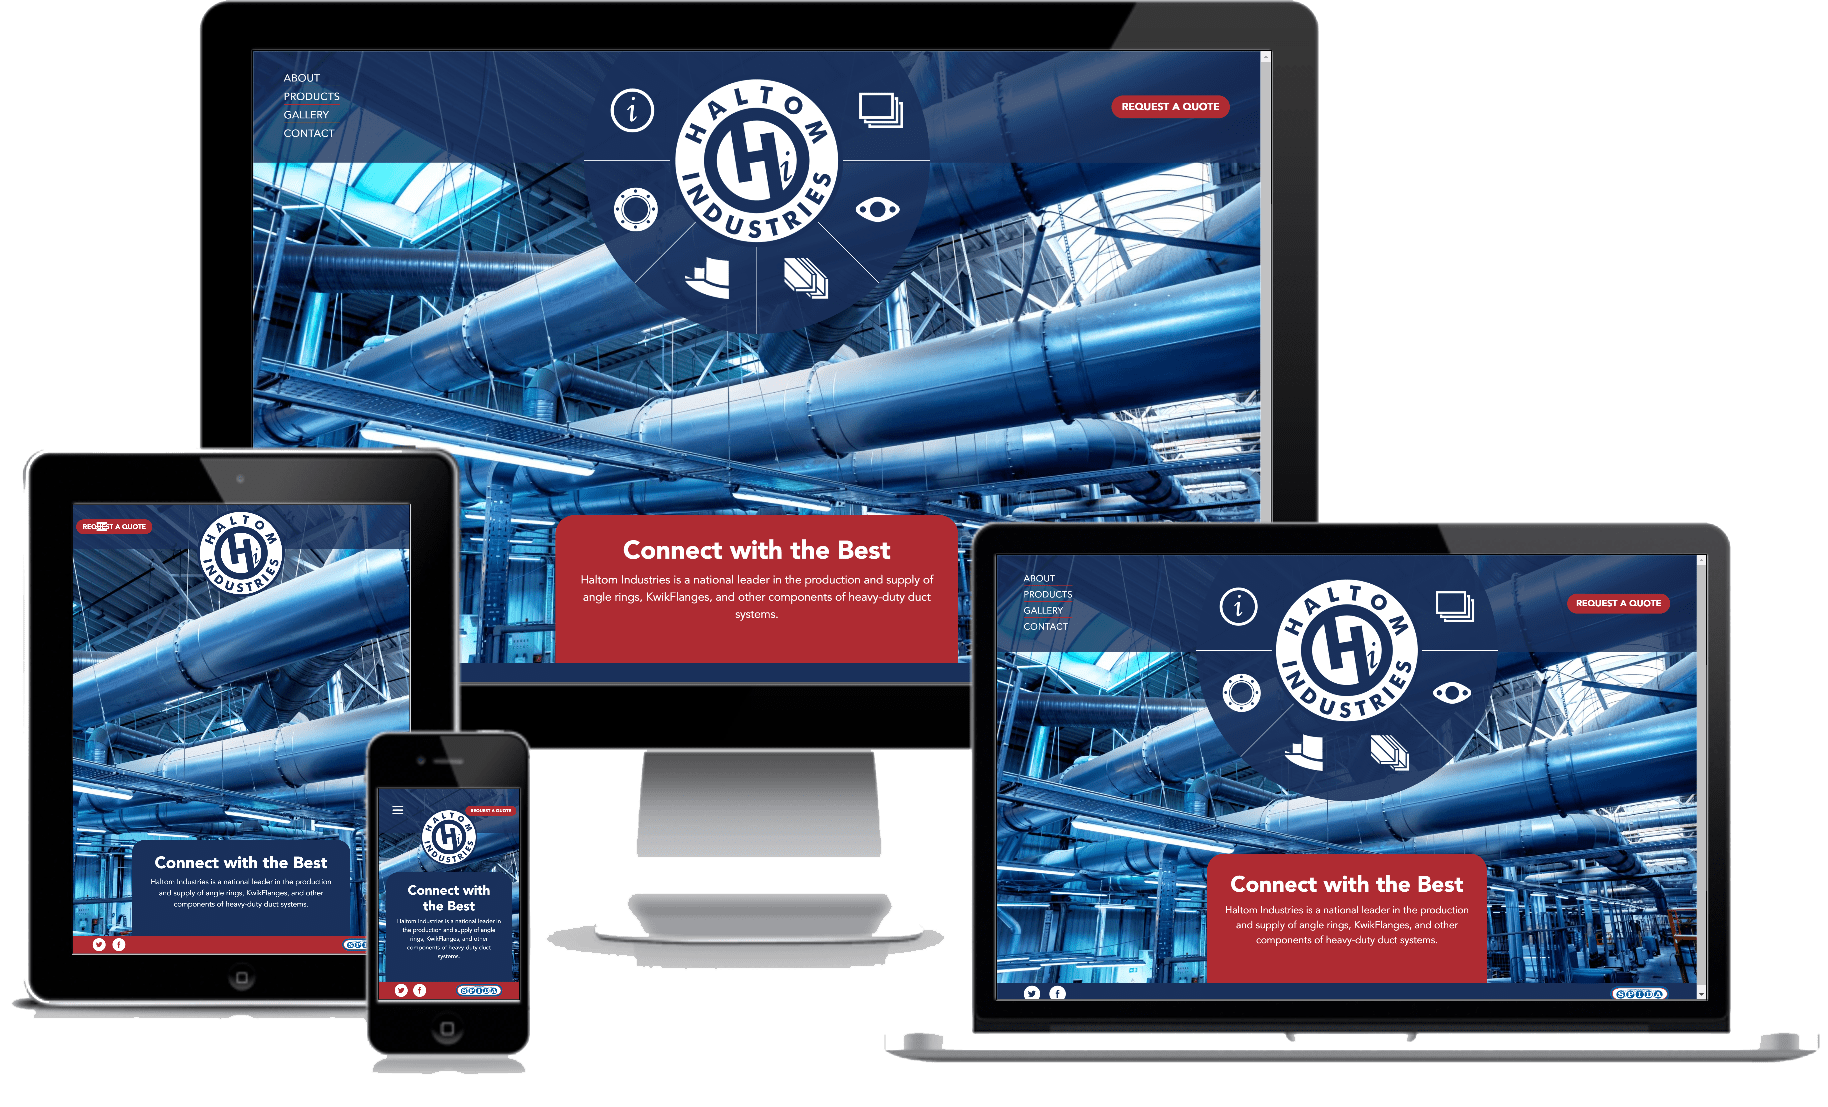 ABOUT
PRODUCTS
GALLERY
CONTACT
HALTOM
INDUSTRIES
Hi
i
REQUEST A QUOTE
Connect with the Best
Haltom Industries is a national leader in the production and supply of
angle rings, KwikFlanges, and other components of heavy-duty duct
systems.
T A QUOTE
HALTOM
INDUSTRIES
Hi
Connect with the Best
Haltom Industries is a national leader in the production
and supply of angle rings, KwikFlanges, and other
components of heavy-duty duct systems.
REQUEST A QUOTE
HALTOM
INDUSTRIES
Hi
Connect with
the Best
Haltom Industries is a national leader in
the production and supply of angle
rings, KwikFlanges, and other
components of heavy-duty duct
systems.
SPIDA
ABOUT
PRODUCTS
GALLERY
CONTACT
HALTOM
INDUSTRIES
Hi
i
REQUEST A QUOTE
Connect with the Best
Haltom Industries is a national leader in the production
and supply of angle rings, KwikFlanges, and other
components of heavy-duty duct systems.
SPIDA